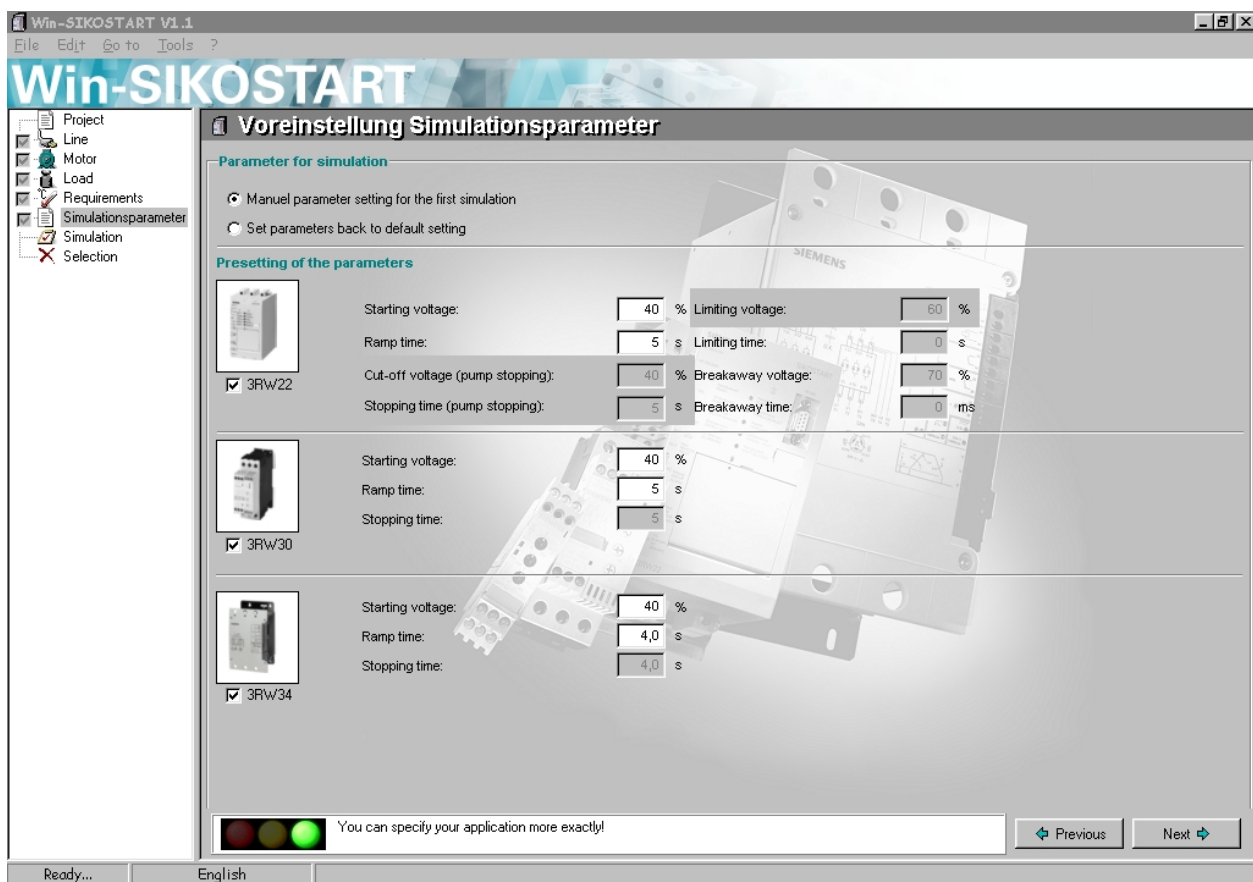 Win-SIKOSTART V1.1
File Edit Go to Tools ?
Win-SIKOSTART
Project
Line
Motor
Load
Requirements
Simulationsparameter
Simulation
Selection
Voreinstellung Simulationsparameter
Parameter for simulation
Manuel parameter setting for the first simulation
Set parameters back to default setting
Presetting of the parameters
SIEMENS
Starting voltage: 40 % Limiting voltage: 60 %
Ramp time: 5 s Limiting time: 0 s
Cut-off voltage (pump stopping): 40 % Breakaway voltage: 70 %
Stopping time (pump stopping): 5 s Breakaway time: 0 ms
3RW22
Starting voltage: 40 %
Ramp time: 5 s
Stopping time: 5 s
3RW30
Starting voltage: 40 %
Ramp time: 4,0 s
Stopping time: 4,0 s
3RW34
You can specify your application more exactly!
Previous Next
Ready... English